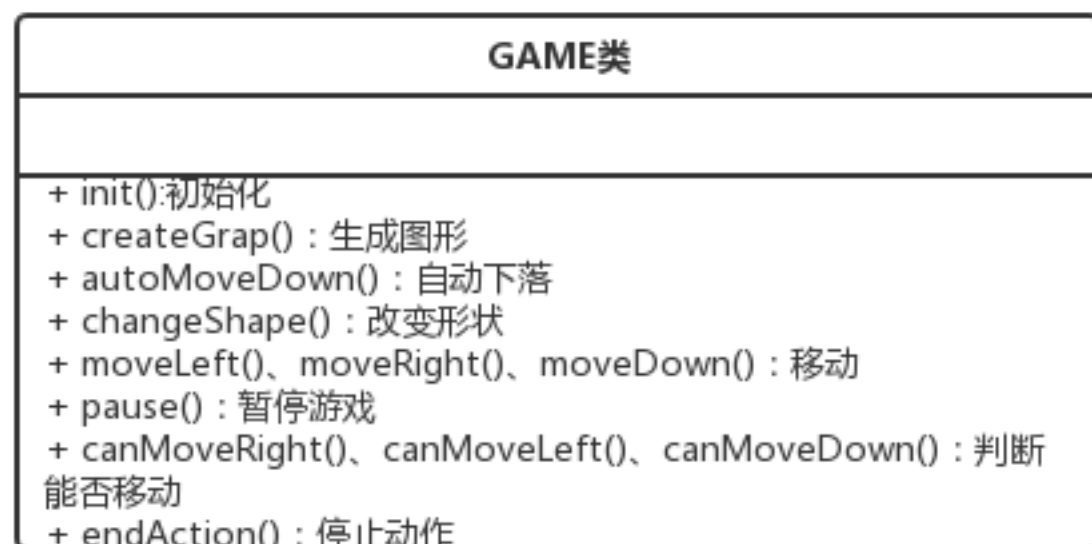 GAME类
+ init():初始化
+ createGrap()：生成图形
+ autoMoveDown()：自动下落
+ changeShape()：改变形状
+ moveLeft()、moveRight()、moveDown()：移动
+ pause()：暂停游戏
+ canMoveRight()、canMoveLeft()、canMoveDown()：判断
能否移动
+ endAction()：停止动作